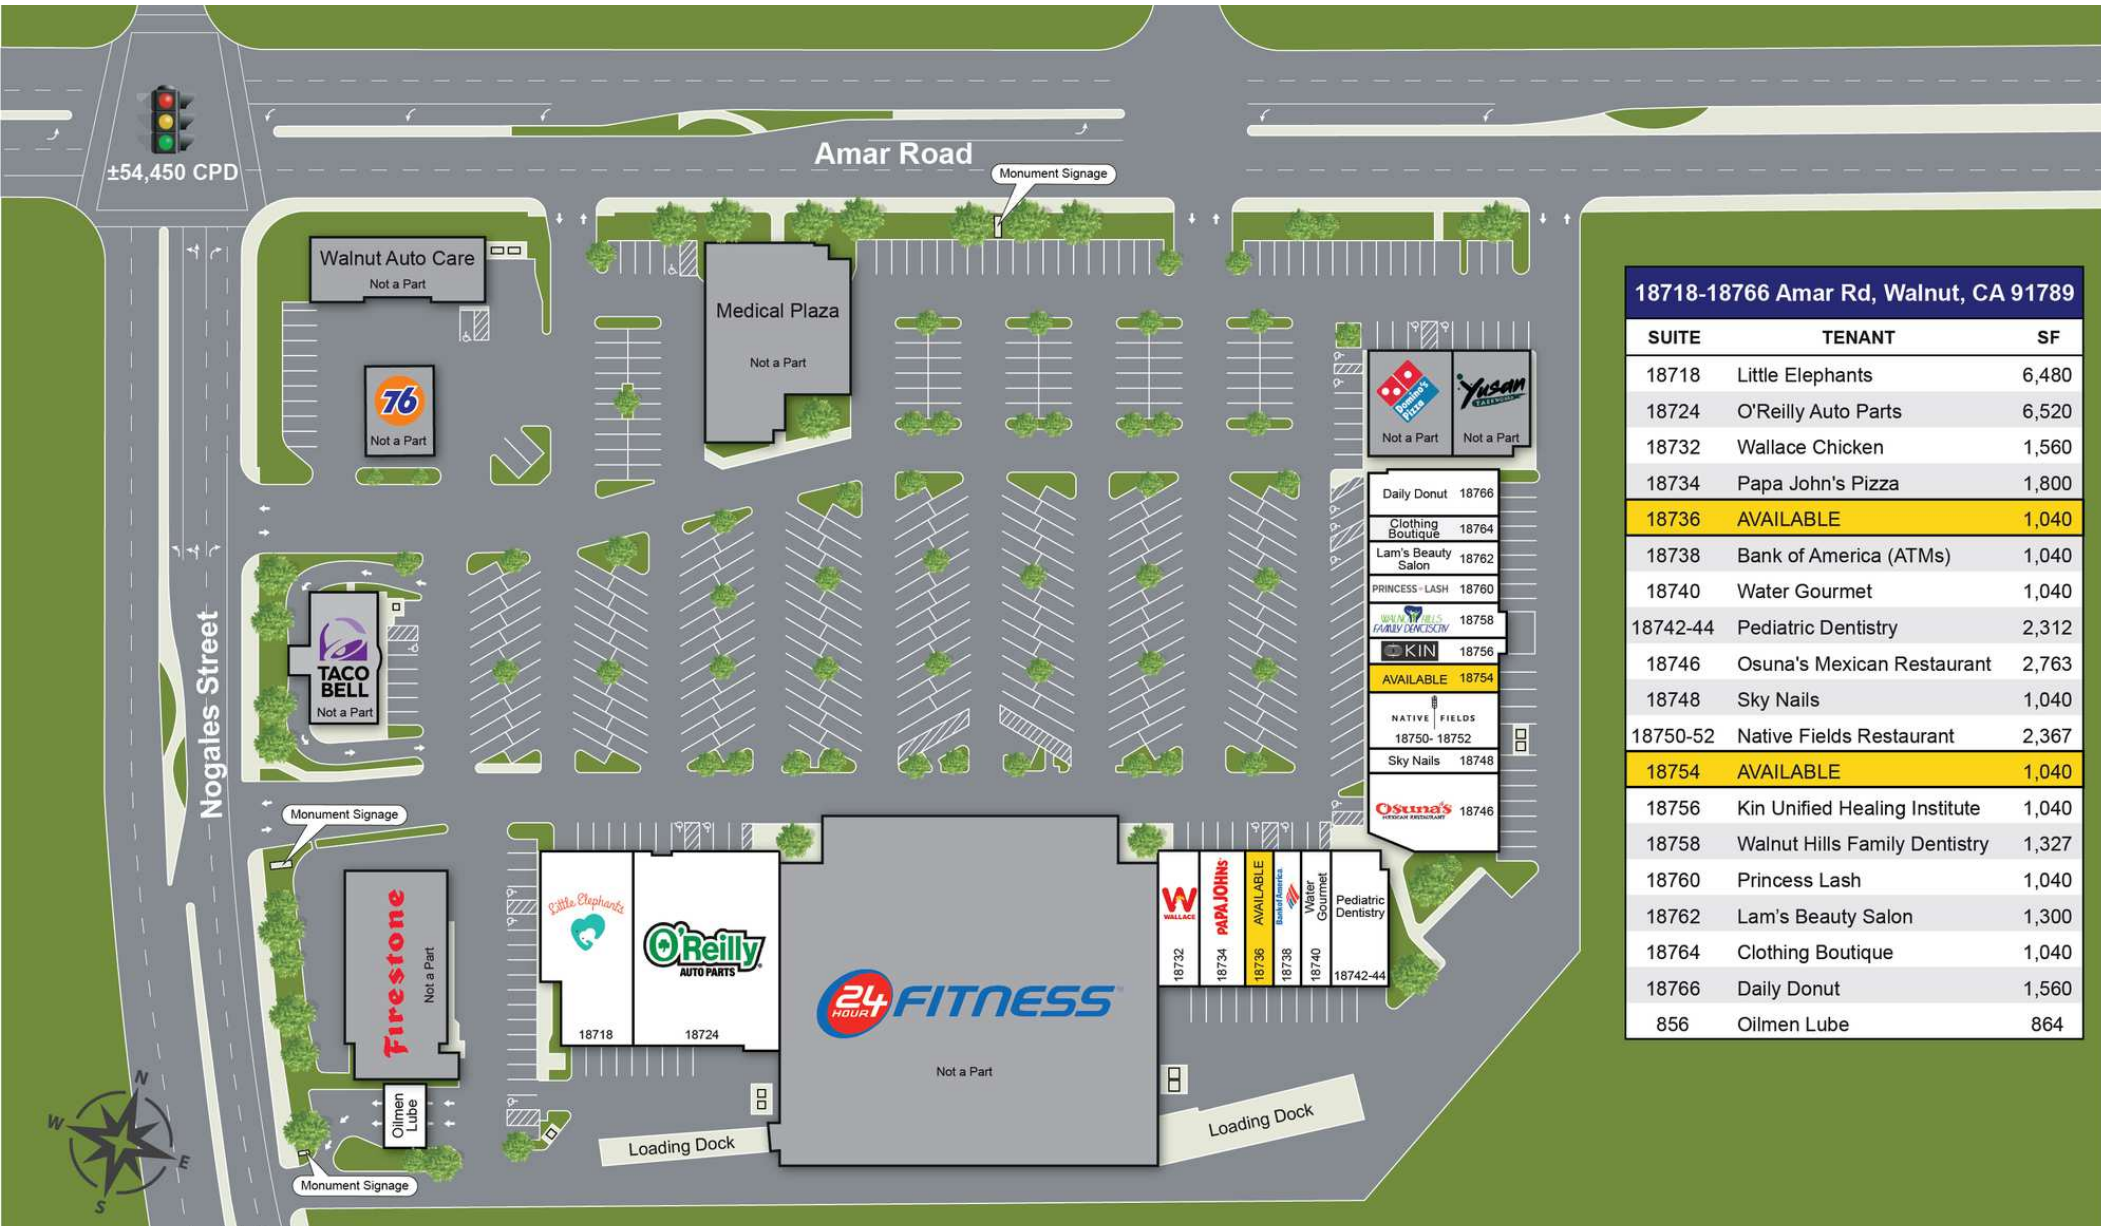 ±54,450 CPD
Amar Road
Monument Signage
Walnut Auto Care
Not a Part
76
Not a Part
Medical Plaza
Not a Part
Domino's
Pizza
Not a Part
Yusan
Not a Part
Daily Donut 18766
Clothing
Boutique 18764
Lam's Beauty
Salon 18762
PRINCESS LASH 18760
WALNUT HILLS
FAMILY DENTISTRY 18758
KIN 18756
AVAILABLE 18754
NATIVE FIELDS
18750- 18752
Sky Nails 18748
Osuna's
MEXICAN RESTAURANT 18746
Nogales Street
TACO
BELL
Not a Part
Monument Signage
Firestone
Not a Part
Oilmen
Lube
Monument Signage
N
W
E
S
Little Elephants
18718
O'Reilly
AUTO PARTS
18724
24
HOUR
FITNESS
Not a Part
Loading Dock
Loading Dock
W
WALLACE
18732
PAPA JOHNS
18734
AVAILABLE
18736
Bank of America
18738
Water
Gourmet
18740
Pediatric
Dentistry
18742-44
18718-18766 Amar Rd, Walnut, CA 91789
SUITE TENANT SF
18718 Little Elephants 6,480
18724 O'Reilly Auto Parts 6,520
18732 Wallace Chicken 1,560
18734 Papa John's Pizza 1,800
18736 AVAILABLE 1,040
18738 Bank of America (ATMs) 1,040
18740 Water Gourmet 1,040
18742-44 Pediatric Dentistry 2,312
18746 Osuna's Mexican Restaurant 2,763
18748 Sky Nails 1,040
18750-52 Native Fields Restaurant 2,367
18754 AVAILABLE 1,040
18756 Kin Unified Healing Institute 1,040
18758 Walnut Hills Family Dentistry 1,327
18760 Princess Lash 1,040
18762 Lam's Beauty Salon 1,300
18764 Clothing Boutique 1,040
18766 Daily Donut 1,560
856 Oilmen Lube 864